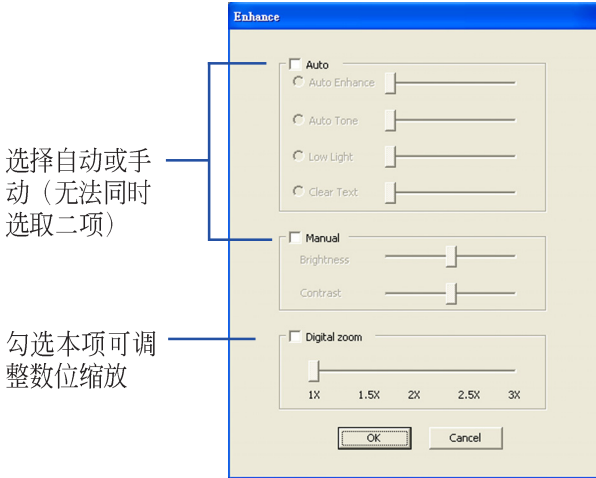 Enhance
选择自动或手
动（无法同时
选取二项）
Auto
Auto Enhance
Auto Tone
Low Light
Clear Text
Manual
Brightness
Contrast
勾选本项可调
整数位缩放
Digital zoom
1X 1.5X 2X 2.5X 3X
OK Cancel